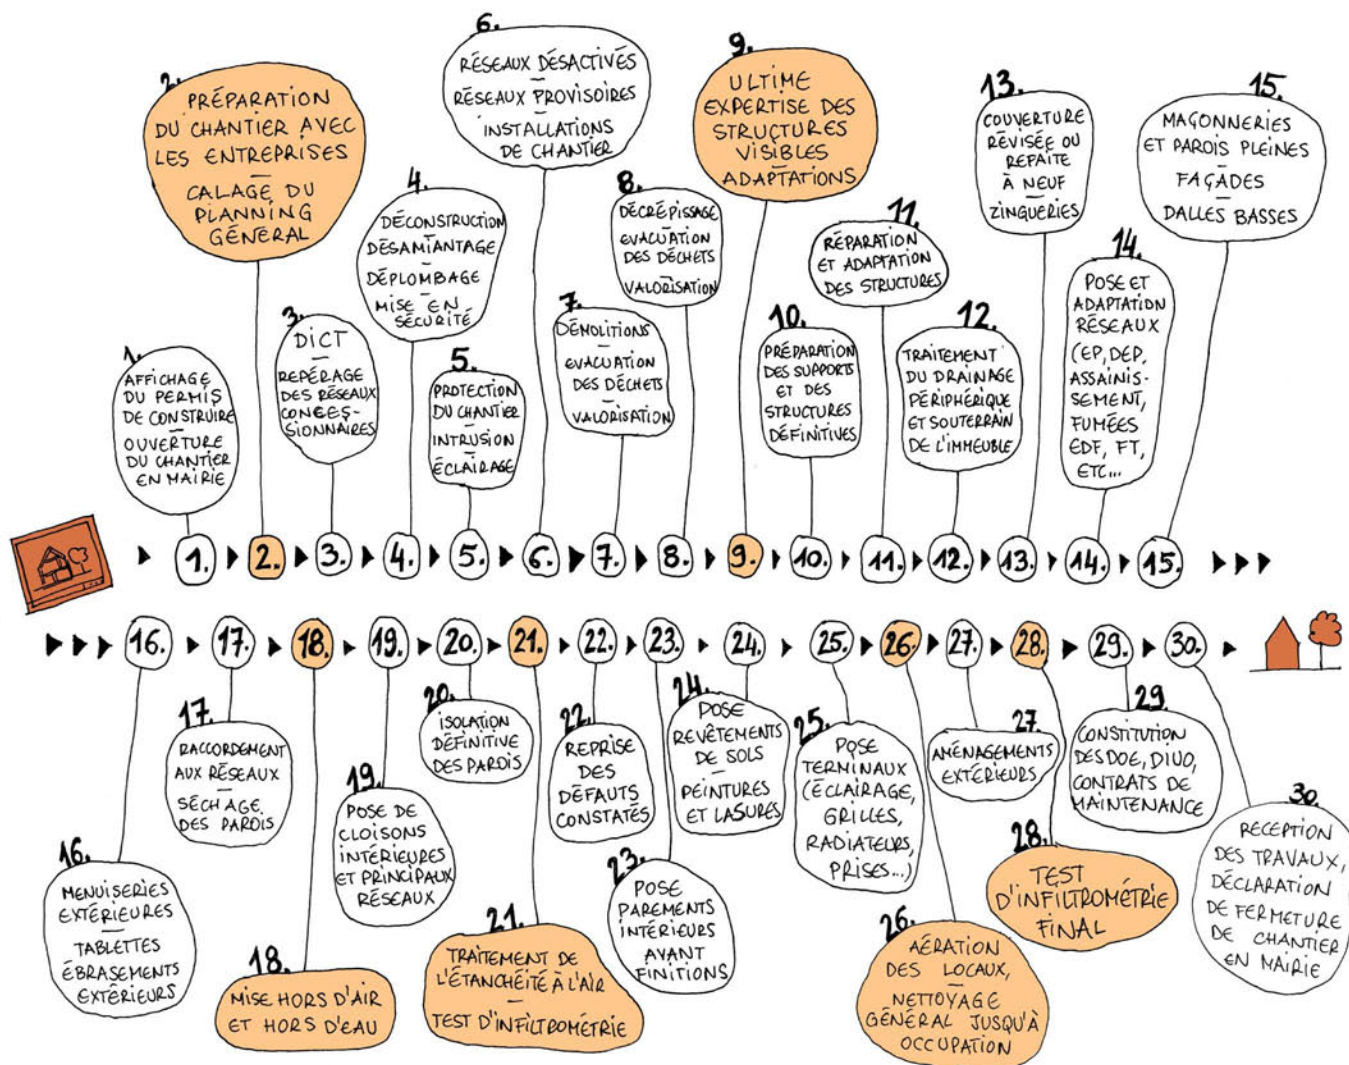 1.
AFFICHAGE
DU PERMIS
DE CONSTRUIRE
–
OUVERTURE
DU CHANTIER
EN MAIRIE
2.
PRÉPARATION
DU CHANTIER AVEC
LES ENTREPRISES
–
CALAGE DU
PLANNING
GÉNÉRAL
3.
DICT
–
REPÉRAGE
DES RÉSEAUX
CONCES-
SIONNAIRES
4.
DÉCONSTRUCTION
–
DÉSAMIANTAGE
–
DÉPLOMBAGE
–
MISE EN
SÉCURITÉ
5.
PROTECTION
DU CHANTIER
–
INTRUSION
–
ÉCLAIRAGE
6.
RÉSEAUX DÉSACTIVÉS
–
RÉSEAUX PROVISOIRES
–
INSTALLATIONS
DE CHANTIER
7.
DÉMOLITIONS
–
EVACUATION
DES DÉCHETS
–
VALORISATION
8.
DÉCRÉPISSAGE
–
EVACUATION
DES DÉCHETS
–
VALORISATION
9.
ULTIME
EXPERTISE DES
STRUCTURES
VISIBLES
–
ADAPTATIONS
10.
PRÉPARATION
DES SUPPORTS
ET DES
STRUCTURES
DÉFINITIVES
11.
RÉPARATION
ET ADAPTATION
DES STRUCTURES
12.
TRAITEMENT
DU DRAINAGE
PÉRIPHÉRIQUE
ET SOUTERRAIN
DE L'IMMEUBLE
13.
COUVERTURE
RÉVISÉE OU
REFAITE
À NEUF
–
ZINGUERIES
14.
POSE ET
ADAPTATION
RÉSEAUX
(EP, DEP,
ASSAINIS-
SEMENT,
FUMÉES
EDF, FT,
ETC...
15.
MAÇONNERIES
ET PAROIS PLEINES
–
FAÇADES
–
DALLES BASSES
1. 2. 3. 4. 5. 6. 7. 8. 9. 10. 11. 12. 13. 14. 15.
16. 17. 18. 19. 20. 21. 22. 23. 24. 25. 26. 27. 28. 29. 30.
16.
MENUISERIES
EXTÉRIEURES
–
TABLETTES
ÉBRASEMENTS
EXTÉRIEURS
17.
RACCORDEMENT
AUX RÉSEAUX
–
SÉCHAGE
DES PAROIS
18.
MISE HORS D'AIR
ET HORS D'EAU
19.
POSE DE
CLOISONS
INTÉRIEURES
ET PRINCIPAUX
RÉSEAUX
20.
ISOLATION
DÉFINITIVE
DES PAROIS
21.
TRAITEMENT DE
L'ÉTANCHÉITÉ À L'AIR
–
TEST D'INFILTROMÉTRIE
22.
REPRISE
DES
DÉFAUTS
CONSTATÉS
23.
POSE
PAREMENTS
INTÉRIEURS
AVANT
FINITIONS
24.
POSE
REVÊTEMENTS
DE SOLS
–
PEINTURES
ET LASURES
25.
POSE
TERMINAUX
(ÉCLAIRAGE,
GRILLES,
RADIATEURS,
PRISES...)
26.
AÉRATION
DES LOCAUX,
–
NETTOYAGE
GÉNÉRAL JUSQU'À
OCCUPATION
27.
AMÉNAGEMENTS
EXTÉRIEURS
28.
TEST
D'INFILTROMÉTRIE
FINAL
29.
CONSTITUTION
DES DOE, DIUO,
CONTRATS DE
MAINTENANCE
30.
RECEPTION
DES TRAVAUX,
DÉCLARATION
DE FERMETURE
DE CHANTIER
EN MAIRIE